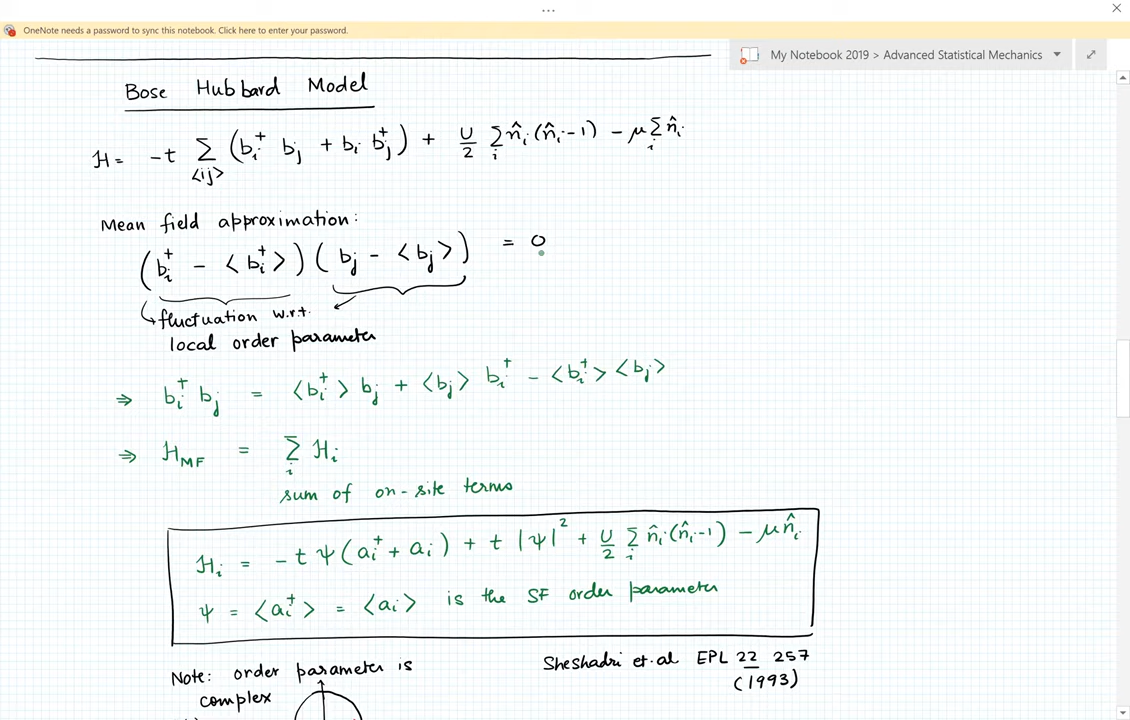 OneNote needs a password to sync this notebook. Click here to enter your password.
My Notebook 2019 > Advanced Statistical Mechanics
Bose Hubbard Model
H = -t ∑_{<ij>} (b_i^+ b_j + b_i b_j^+) + U/2 ∑_i n̂_i (n̂_i - 1) - μ ∑_i n̂_i
Mean field approximation:
(b_i^+ - <b_i^+>) (b_j - <b_j>) = 0
↳ fluctuation w.r.t.
local order parameter
⇒ b_i^+ b_j = <b_i^+> b_j + <b_j> b_i^+ - <b_i^+> <b_j>
⇒ H_MF = ∑_i H_i
sum of on-site terms
H_i = -t ψ (a_i^+ + a_i) + t |ψ|^2 + U/2 ∑_i n̂_i (n̂_i - 1) - μ n̂_i
ψ = <a_i^+> = <a_i> is the SF order parameter
Note: order parameter is
complex
Sheshadri et.al EPL 22 257
(1993)